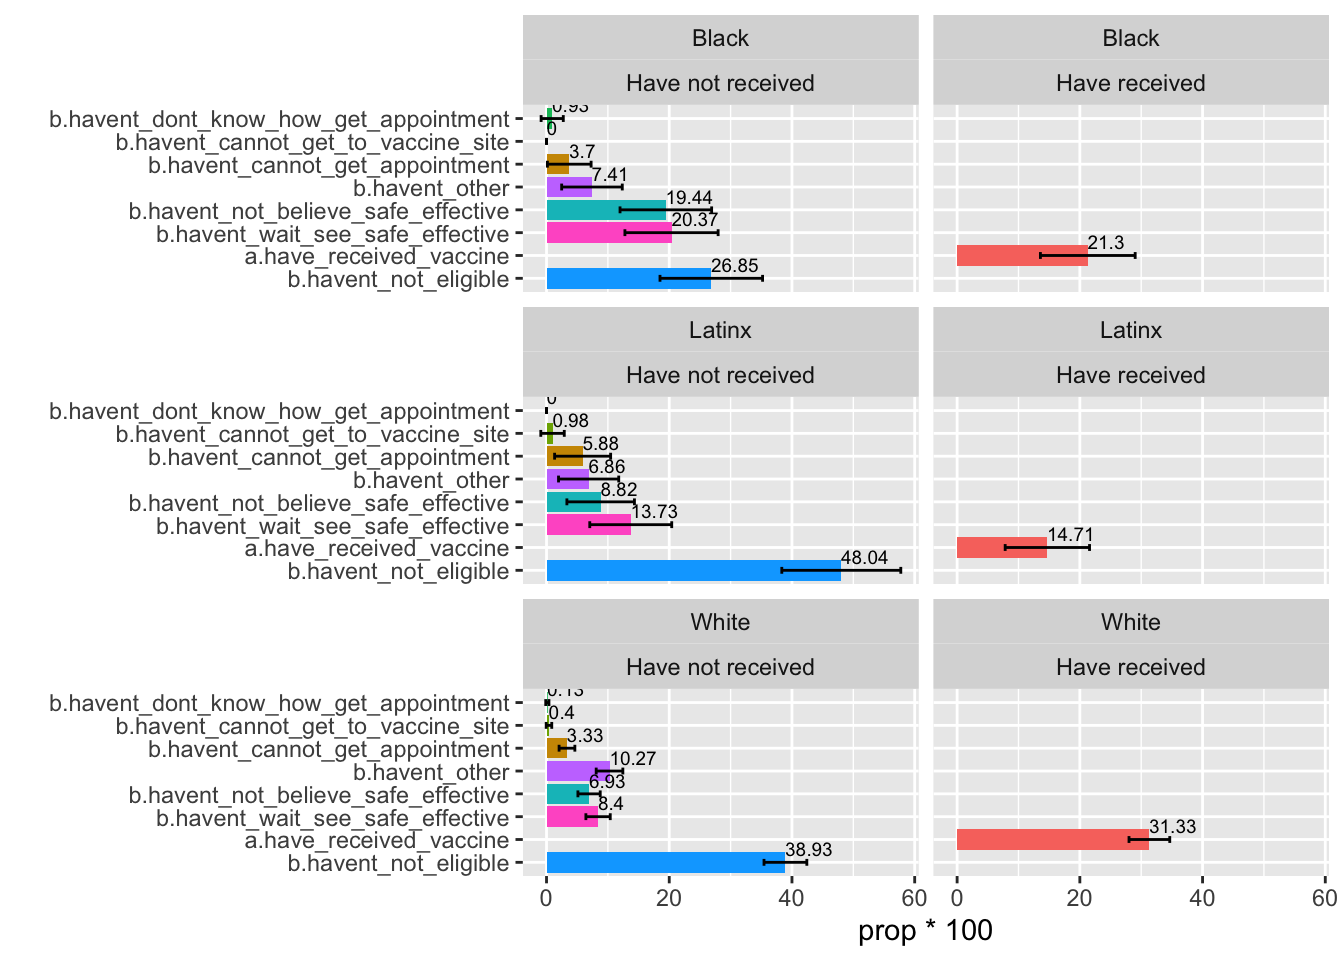 Black
Black
Have not received
Have received
b.havent_dont_know_how_get_appointment
0.93
b.havent_cannot_get_to_vaccine_site
0
b.havent_cannot_get_appointment
3.7
b.havent_other
7.41
b.havent_not_believe_safe_effective
19.44
b.havent_wait_see_safe_effective
20.37
a.have_received_vaccine
21.3
b.havent_not_eligible
26.85
Latinx
Latinx
Have not received
Have received
b.havent_dont_know_how_get_appointment
0
b.havent_cannot_get_to_vaccine_site
0.98
b.havent_cannot_get_appointment
5.88
b.havent_other
6.86
b.havent_not_believe_safe_effective
8.82
b.havent_wait_see_safe_effective
13.73
a.have_received_vaccine
14.71
b.havent_not_eligible
48.04
White
White
Have not received
Have received
b.havent_dont_know_how_get_appointment
0.13
b.havent_cannot_get_to_vaccine_site
0.4
b.havent_cannot_get_appointment
3.33
b.havent_other
10.27
b.havent_not_believe_safe_effective
6.93
b.havent_wait_see_safe_effective
8.4
a.have_received_vaccine
31.33
b.havent_not_eligible
38.93
0 20 40 60
0 20 40 60
prop * 100